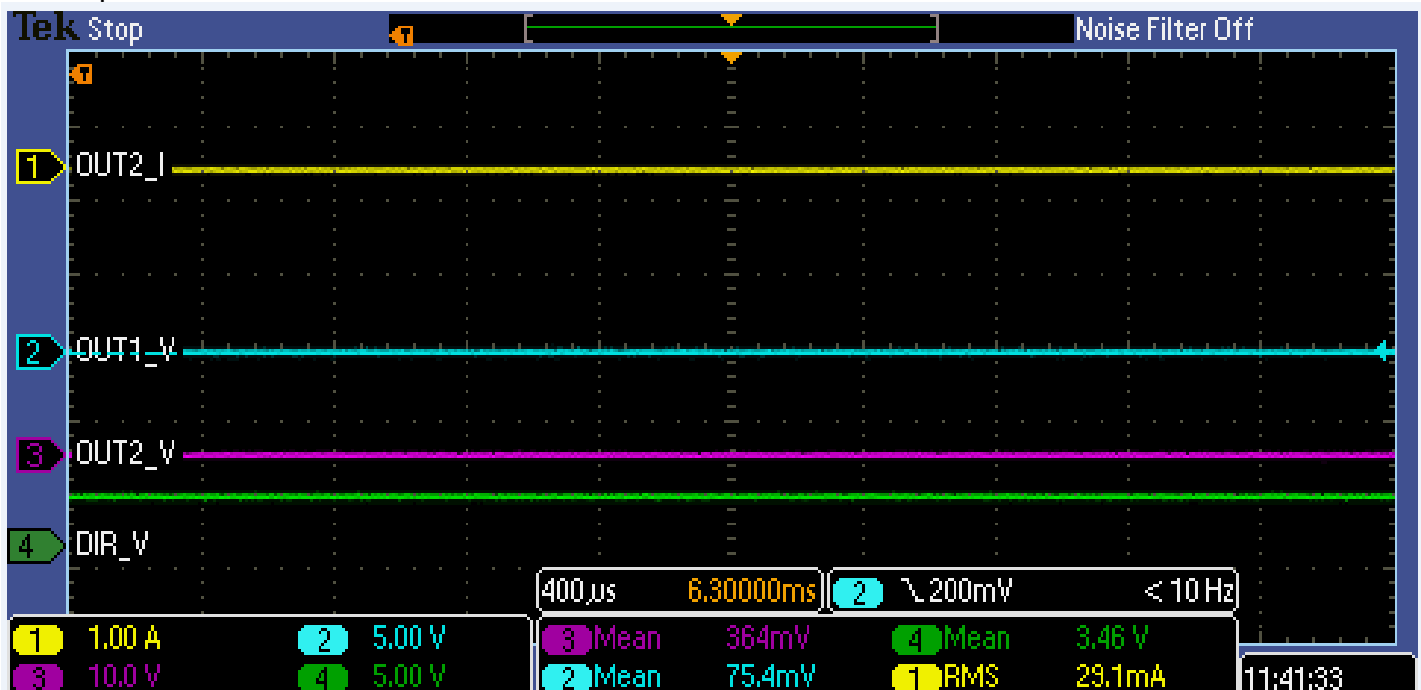 Tek Stop Noise Filter Off
T
T
1 OUT2_I
2 OUT1_V
3 OUT2_V
4 DIR_V
400µs 6.30000ms 2 200mV < 10 Hz
1 1.00 A 2 5.00 V 3 Mean 364mV 4 Mean 3.46 V
3 10.0 V 4 5.00 V 2 Mean 75.4mV 1 RMS 29.1mA 11:41:33